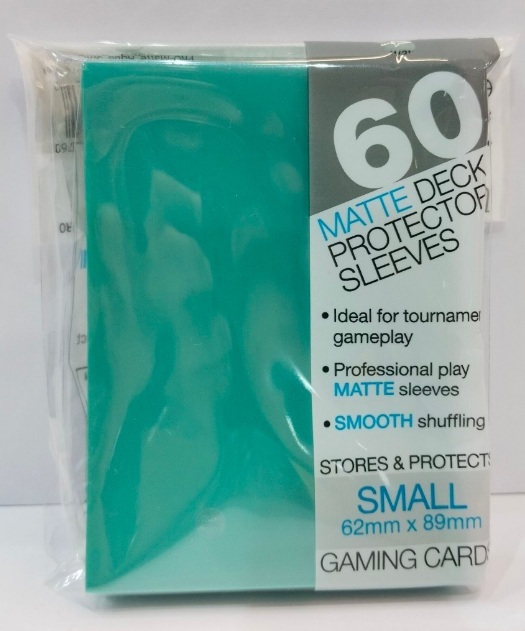 60
MATTE DECK
PROTECTOR
SLEEVES
• Ideal for tourname
gameplay
• Professional play
MATTE sleeves
• SMOOTH shuffling
STORES & PROTECTS
SMALL
62mm x 89mm
GAMING CARD